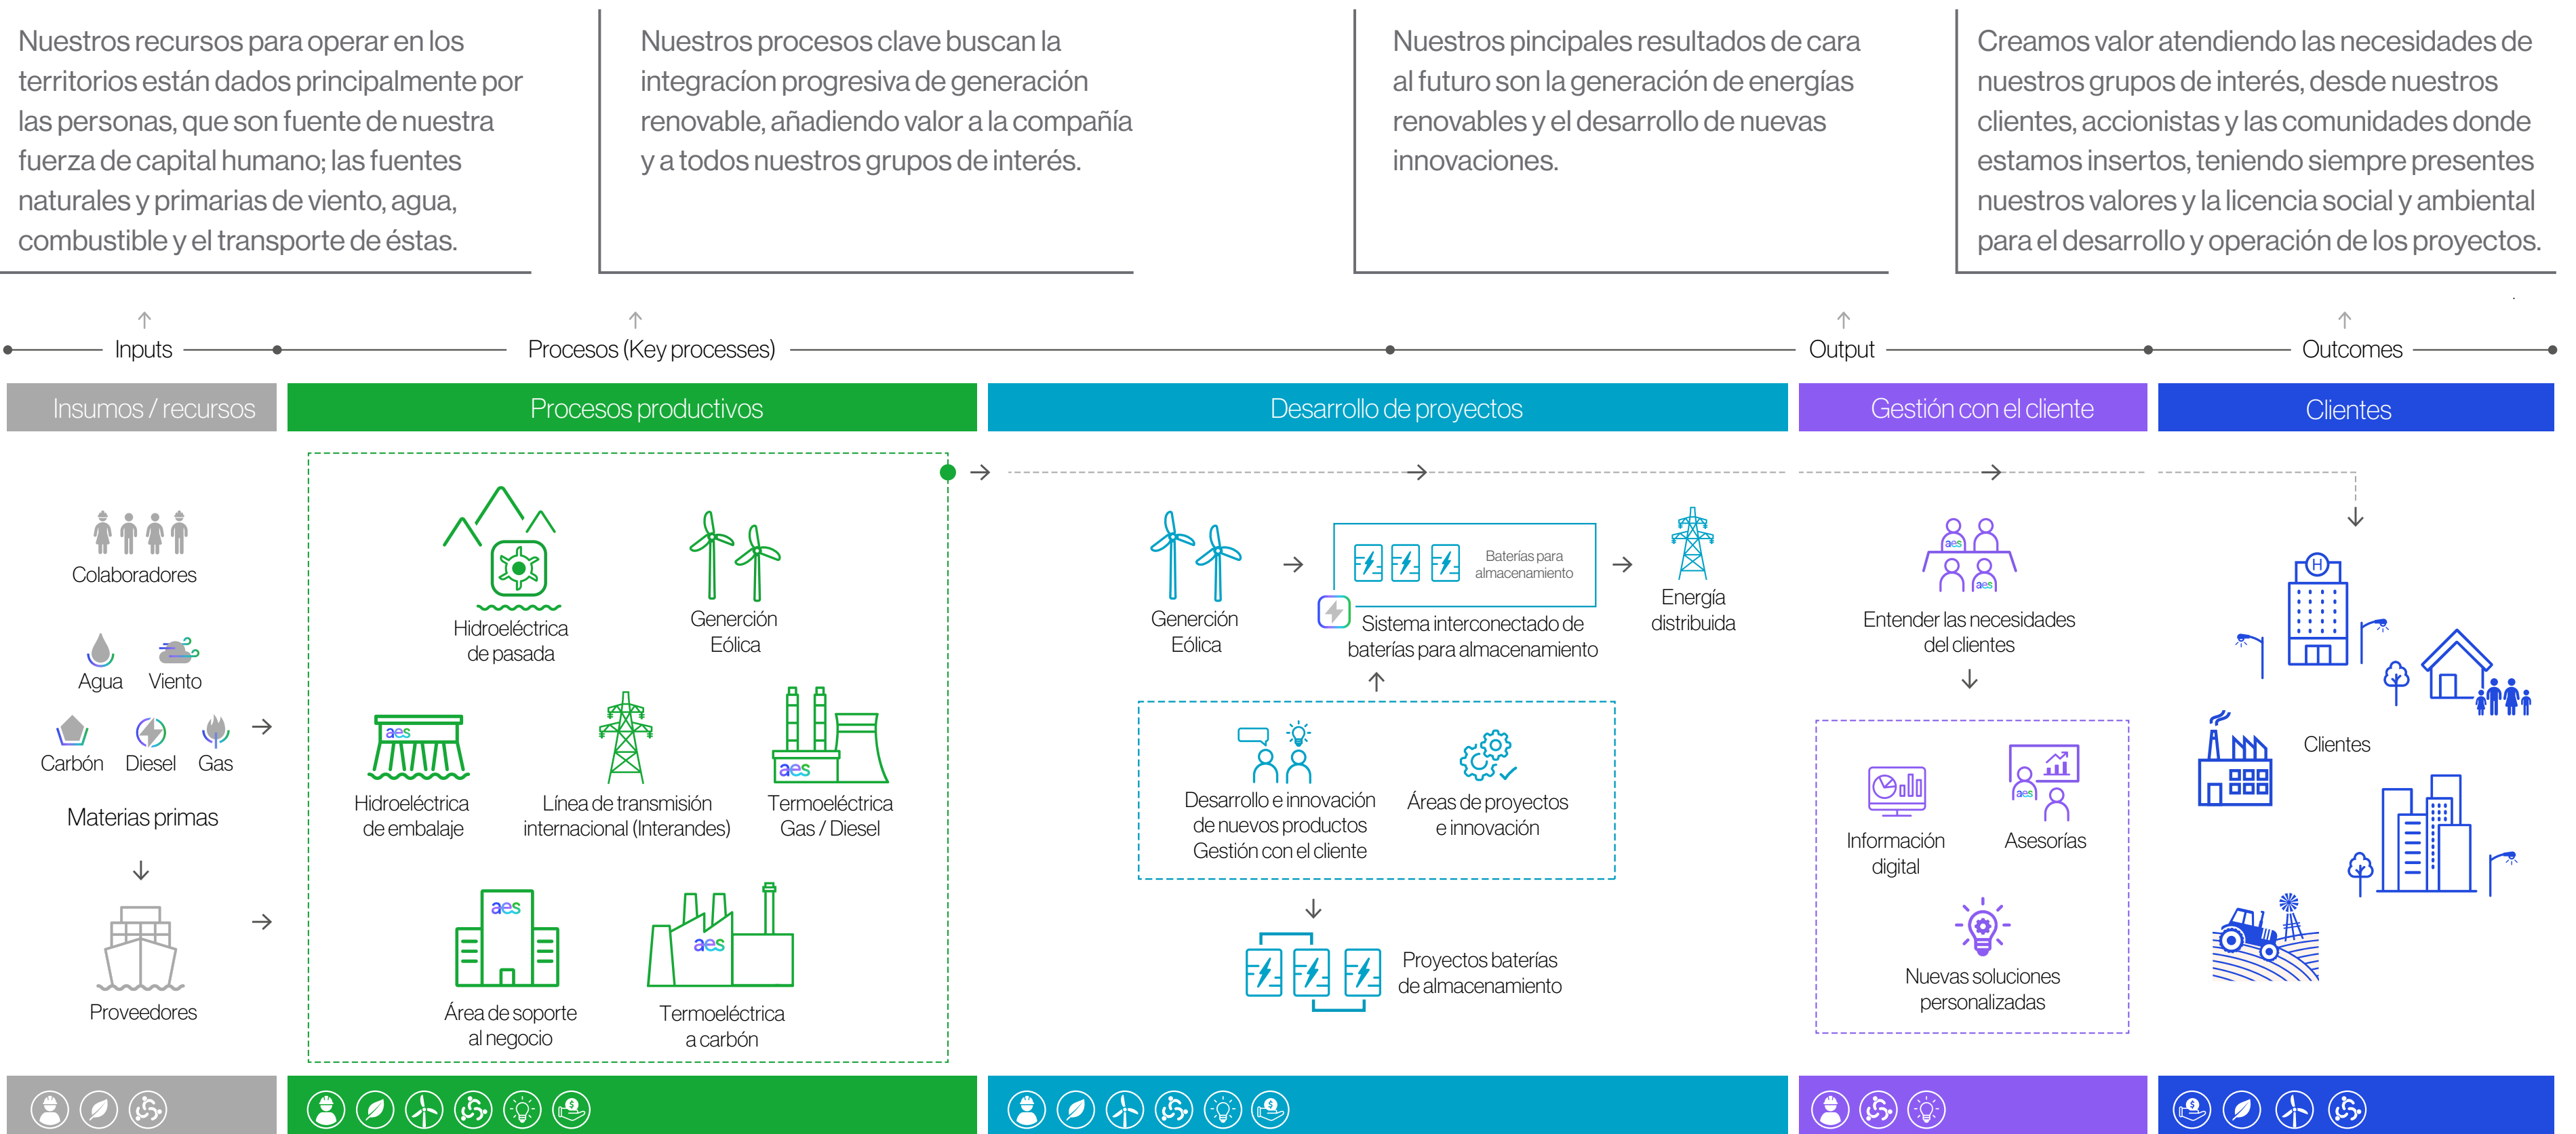 Nuestros recursos para operar en los
territorios están dados principalmente por
las personas, que son fuente de nuestra
fuerza de capital humano; las fuentes
naturales y primarias de viento, agua,
combustible y el transporte de éstas.
Nuestros procesos clave buscan la
integracíon progresiva de generación
renovable, añadiendo valor a la compañía
y a todos nuestros grupos de interés.
Nuestros pincipales resultados de cara
al futuro son la generación de energías
renovables y el desarrollo de nuevas
innovaciones.
Creamos valor atendiendo las necesidades de
nuestros grupos de interés, desde nuestros
clientes, accionistas y las comunidades donde
estamos insertos, teniendo siempre presentes
nuestros valores y la licencia social y ambiental
para el desarrollo y operación de los proyectos.
Inputs
Procesos (Key processes)
Output
Outcomes
Insumos / recursos
Procesos productivos
Desarrollo de proyectos
Gestión con el cliente
Clientes
Colaboradores
Agua
Viento
Carbón
Diesel
Gas
Materias primas
Proveedores
Hidroeléctrica
de pasada
Generción
Eólica
aes
Hidroeléctrica
de embalaje
Línea de transmisión
internacional (Interandes)
aes
Termoeléctrica
Gas / Diesel
aes
Área de soporte
al negocio
aes
Termoeléctrica
a carbón
Generción
Eólica
Baterías para
almacenamiento
Sistema interconectado de
baterías para almacenamiento
Energía
distribuida
Desarrollo e innovación
de nuevos productos
Gestión con el cliente
Áreas de proyectos
e innovación
Proyectos baterías
de almacenamiento
aes
aes
Entender las necesidades
del clientes
Información
digital
aes
Asesorías
Nuevas soluciones
personalizadas
H
Clientes
$
$
$